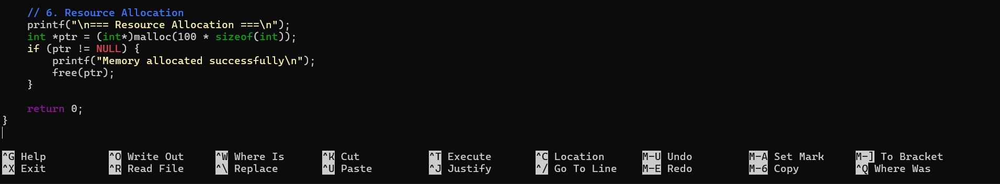 // 6. Resource Allocation
printf("\n=== Resource Allocation ===\n");
int *ptr = (int*)malloc(100 * sizeof(int));
if (ptr != NULL) {
printf("Memory allocated successfully\n");
free(ptr);
}
return 0;
}
^G Help ^O Write Out ^W Where Is ^K Cut ^T Execute ^C Location M-U Undo M-A Set Mark M-] To Bracket
^X Exit ^R Read File ^\ Replace ^U Paste ^J Justify ^/ Go To Line M-E Redo M-6 Copy ^Q Where Was